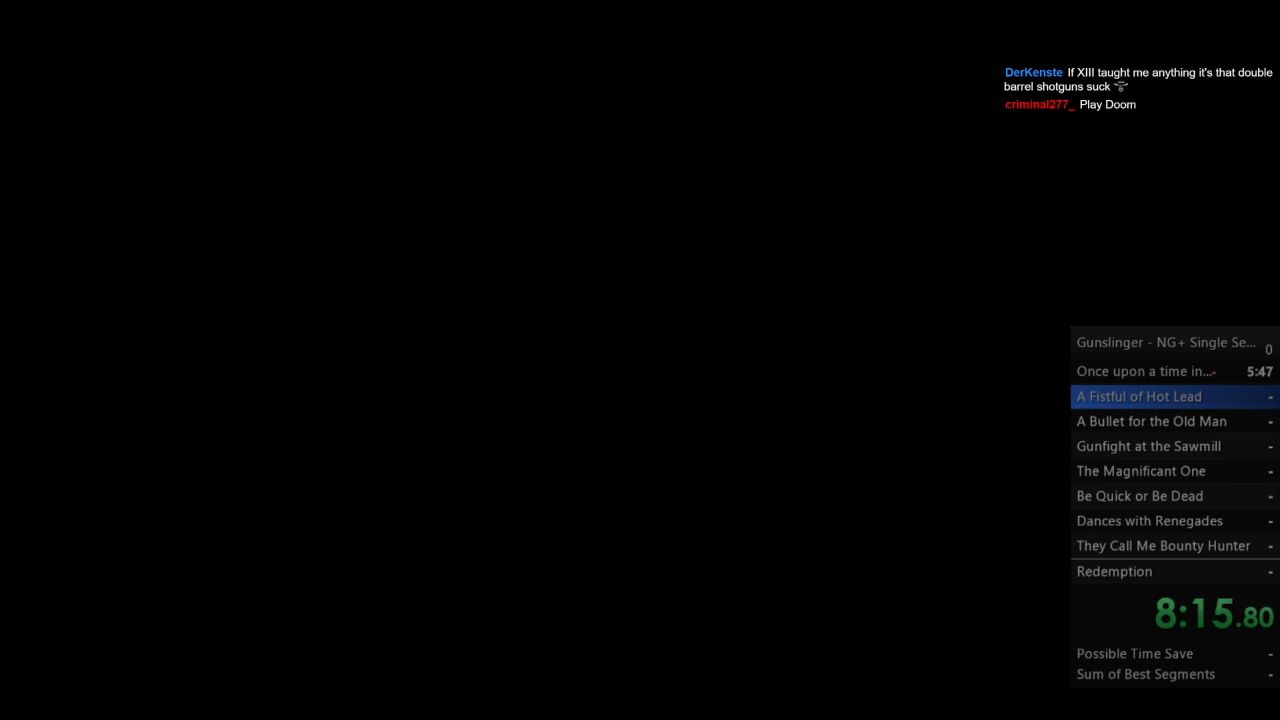 DerKenste If XIII taught me anything it's that double
barrel shotguns suck
criminal277_ Play Doom
Gunslinger - NG+ Single Se... 0
Once upon a time in...- 5:47
A Fistful of Hot Lead -
A Bullet for the Old Man -
Gunfight at the Sawmill -
The Magnificant One -
Be Quick or Be Dead -
Dances with Renegades -
They Call Me Bounty Hunter -
Redemption -
8:15.80
Possible Time Save -
Sum of Best Segments -